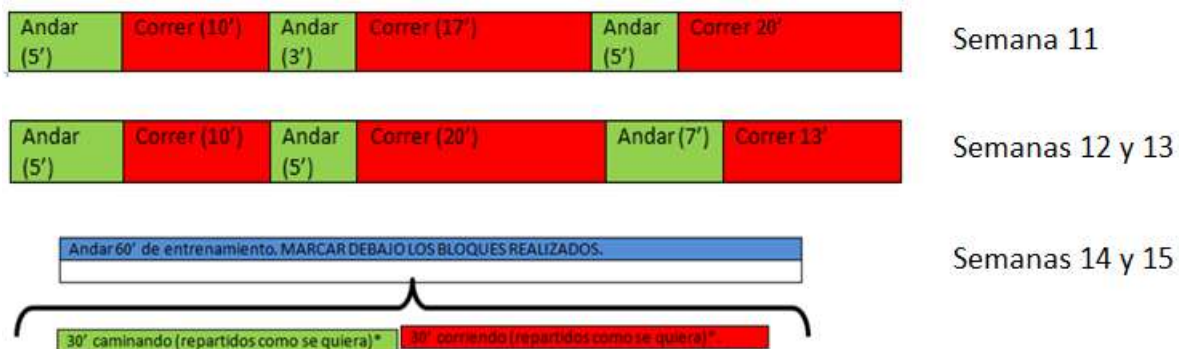 Andar (5') Correr (10') Andar (3') Correr (17') Andar (5') Correr 20'
Semana 11
Andar (5') Correr (10') Andar (5') Correr (20') Andar (7') Correr 13'
Semanas 12 y 13
Andar 60' de entrenamiento. MARCAR DEBAJO LOS BLOQUES REALIZADOS.
Semanas 14 y 15
30' caminando (repartidos como se quiera)* 30' corriendo (repartidos como se quiera)*